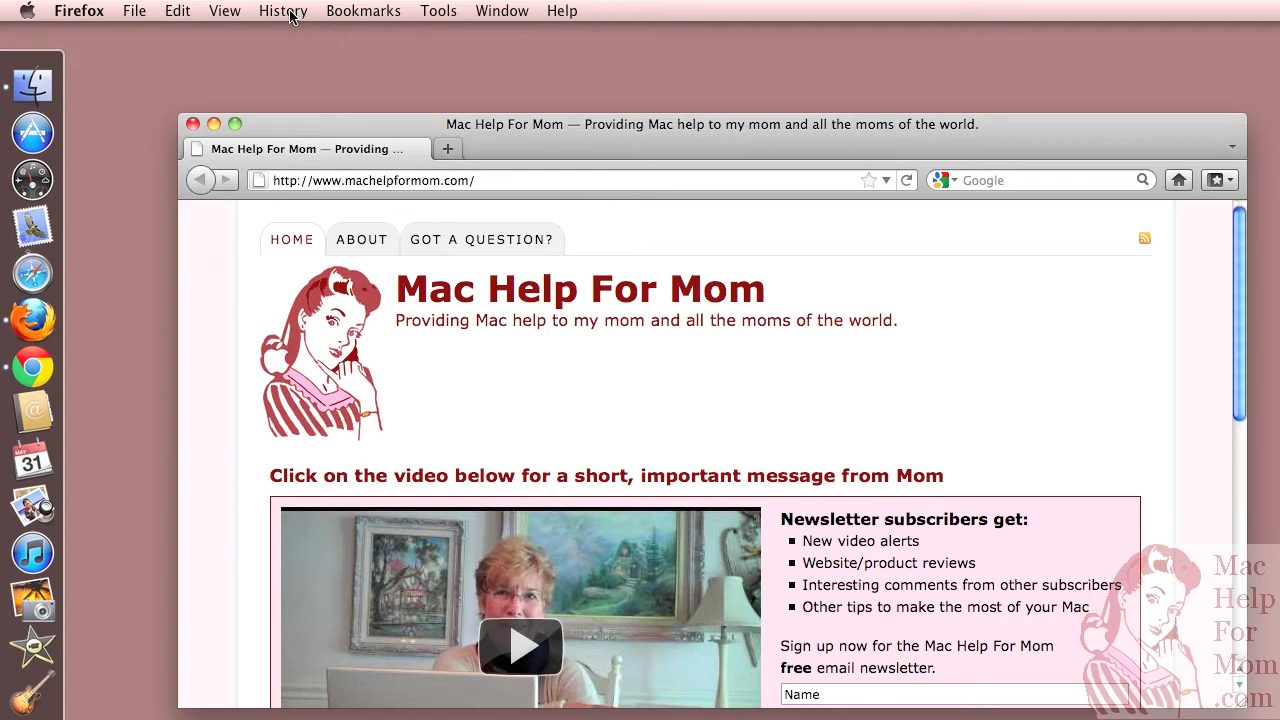 Firefox File Edit View History Bookmarks Tools Window Help
Mac Help For Mom — Providing Mac help to my mom and all the moms of the world.
Mac Help For Mom — Providing ...
http://www.machelpformom.com/
Google
HOME ABOUT GOT A QUESTION?
Mac Help For Mom
Providing Mac help to my mom and all the moms of the world.
Click on the video below for a short, important message from Mom
Newsletter subscribers get:
New video alerts
Website/product reviews
Interesting comments from other subscribers
Other tips to make the most of your Mac
Sign up now for the Mac Help For Mom
free email newsletter.
Name
MAY
31
Mac
Help
For
Mom
.com